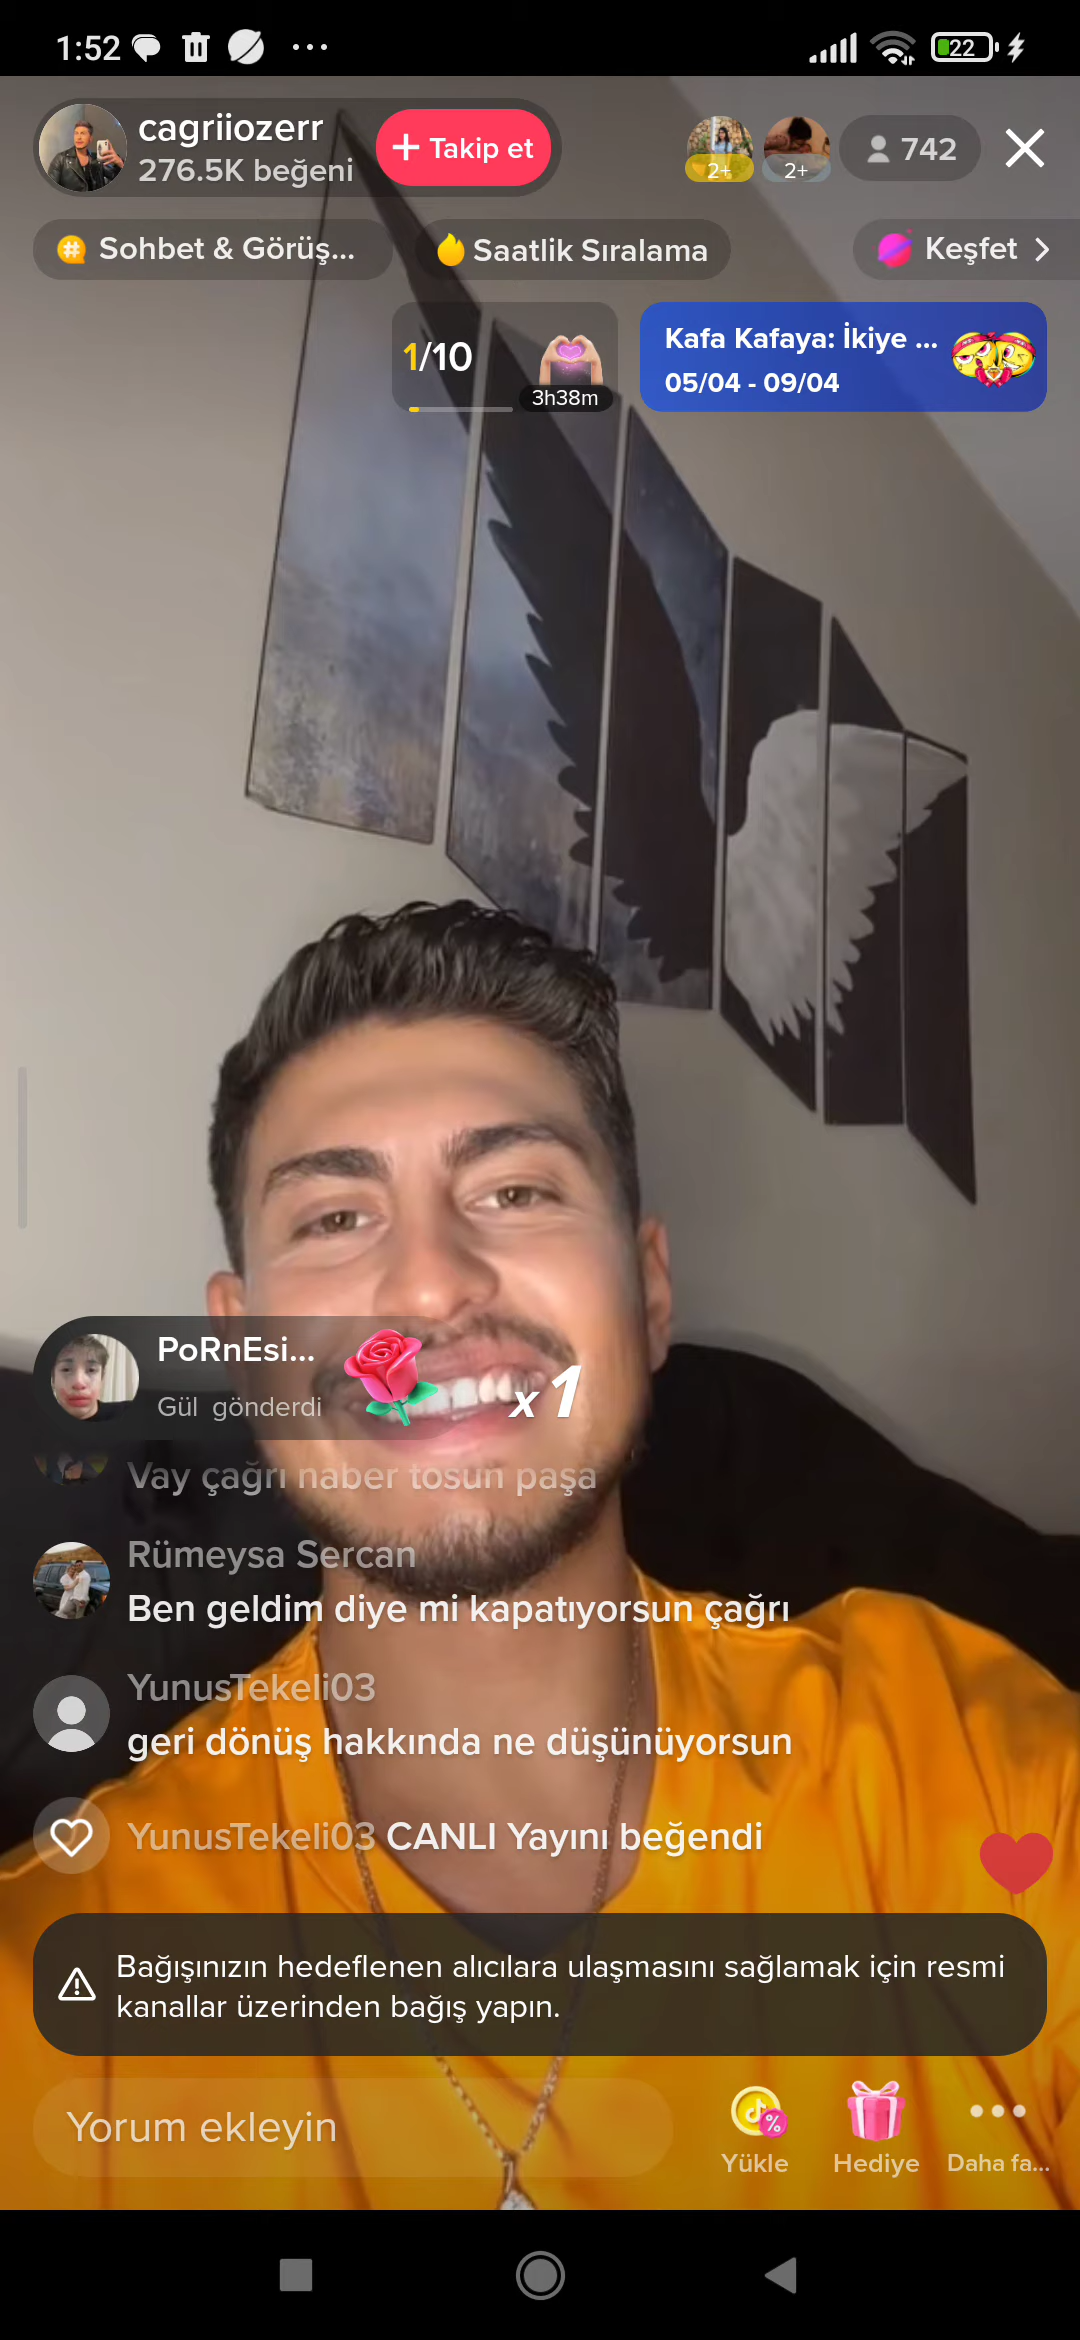 1:52
22
cagriiozerr
276.5K beğeni
+ Takip et
2+
2+
742
Sohbet & Görüş...
Saatlik Sıralama
Keşfet >
1/10
3h38m
Kafa Kafaya: İkiye ...
05/04 - 09/04
PoRnEsi...
Gül gönderdi
x1
Vay çağrı naber tosun paşa
Rümeysa Sercan
Ben geldim diye mi kapatıyorsun çağrı
YunusTekeli03
geri dönüş hakkında ne düşünüyorsun
YunusTekeli03 CANLI Yayını beğendi
Bağışınızın hedeflenen alıcılara ulaşmasını sağlamak için resmi
kanallar üzerinden bağış yapın.
Yorum ekleyin
Yükle
Hediye
Daha fa...